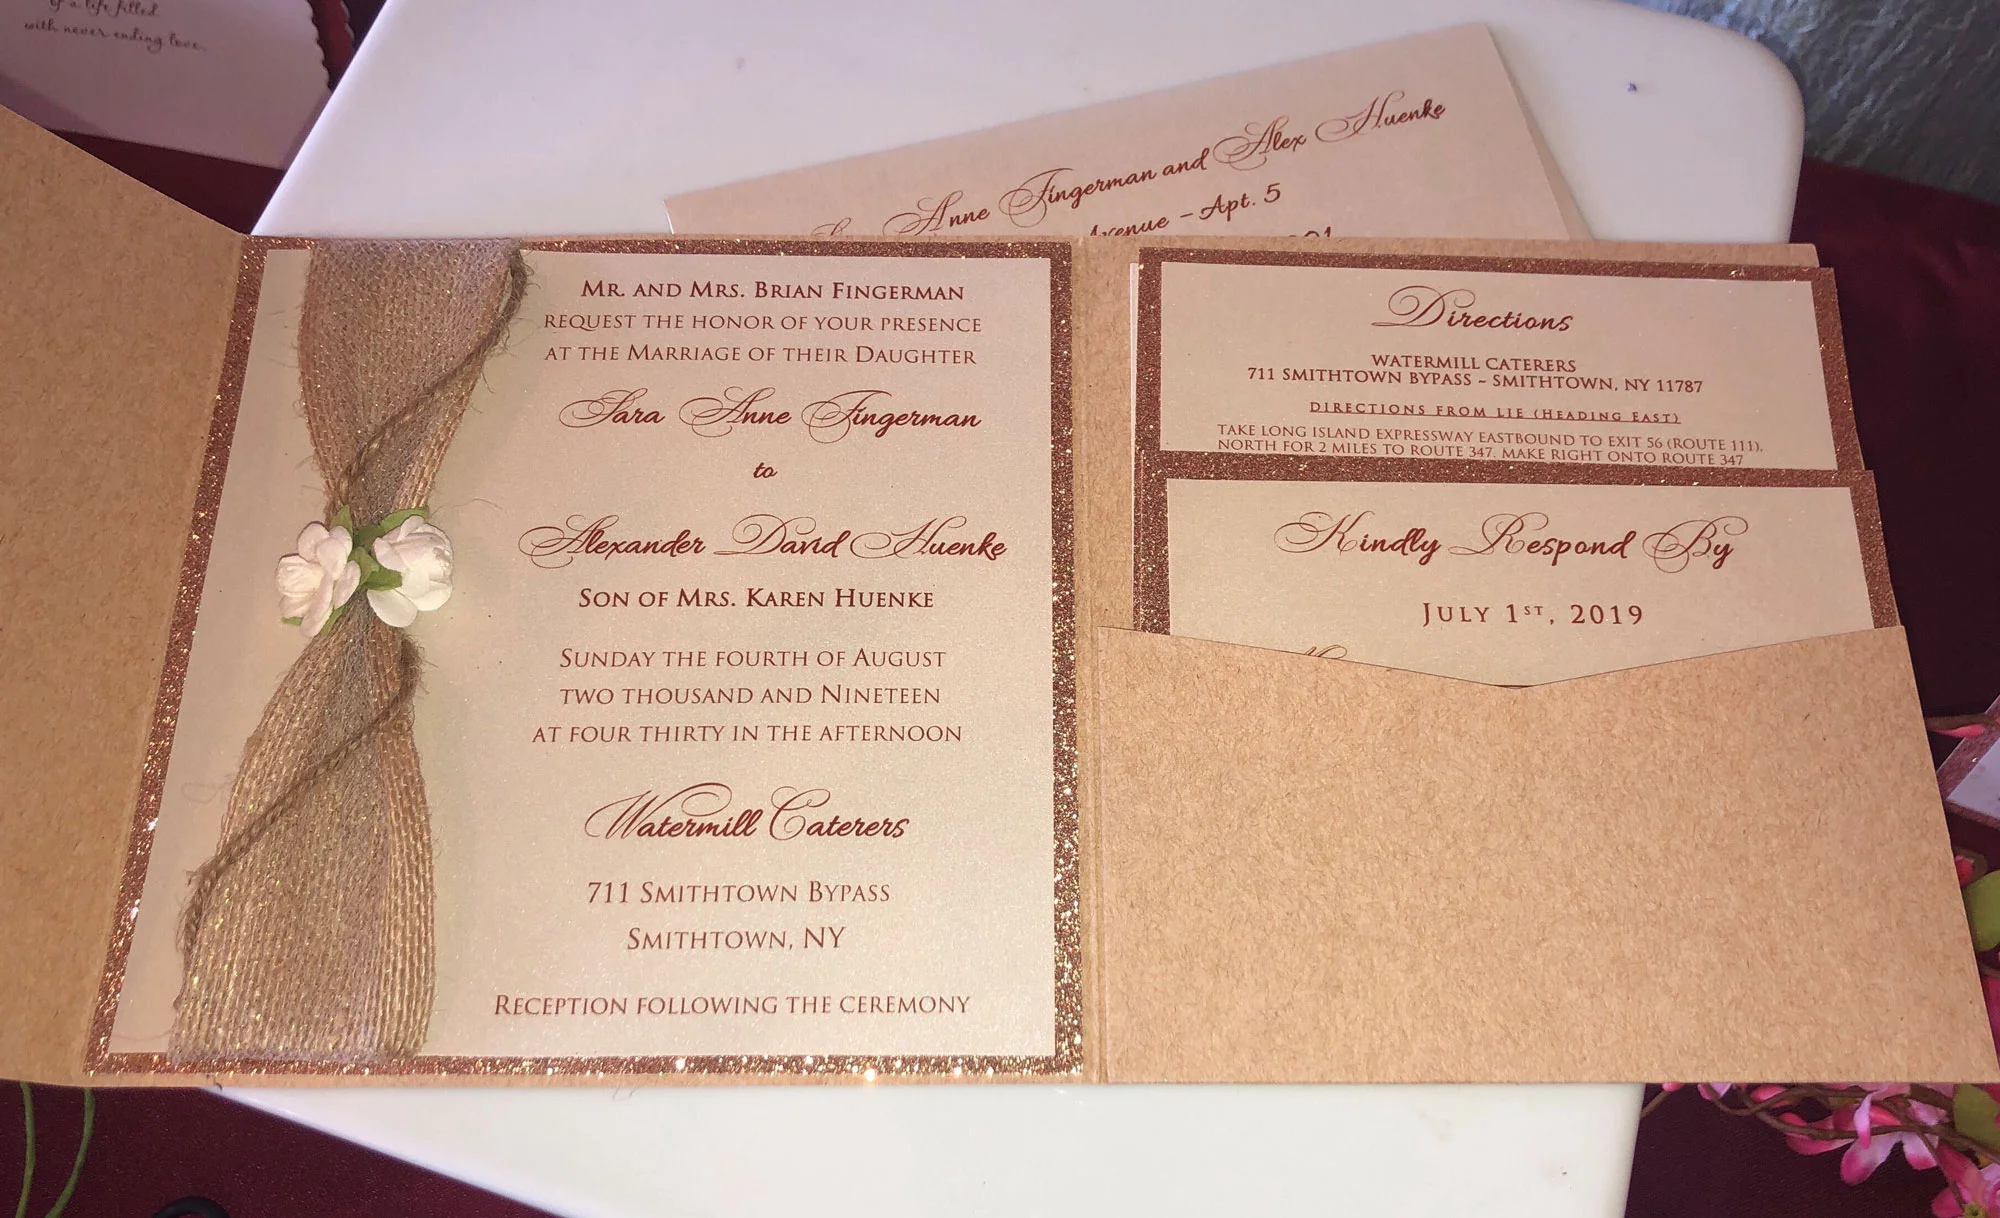 of a life filled
with never ending love.
Anne Fingerman and Alex Huenke
Avenue - Apt. 5
MR. AND MRS. BRIAN FINGERMAN
REQUEST THE HONOR OF YOUR PRESENCE
AT THE MARRIAGE OF THEIR DAUGHTER
Sara Anne Fingerman
to
Alexander David Huenke
SON OF MRS. KAREN HUENKE
SUNDAY THE FOURTH OF AUGUST
TWO THOUSAND AND NINETEEN
AT FOUR THIRTY IN THE AFTERNOON
Watermill Caterers
711 SMITHTOWN BYPASS
SMITHTOWN, NY
RECEPTION FOLLOWING THE CEREMONY
Directions
WATERMILL CATERERS
711 SMITHTOWN BYPASS ~ SMITHTOWN, NY 11787
DIRECTIONS FROM LIE (HEADING EAST)
TAKE LONG ISLAND EXPRESSWAY EASTBOUND TO EXIT 56 (ROUTE 111),
NORTH FOR 2 MILES TO ROUTE 347. MAKE RIGHT ONTO ROUTE 347
Kindly Respond By
JULY 1ST, 2019